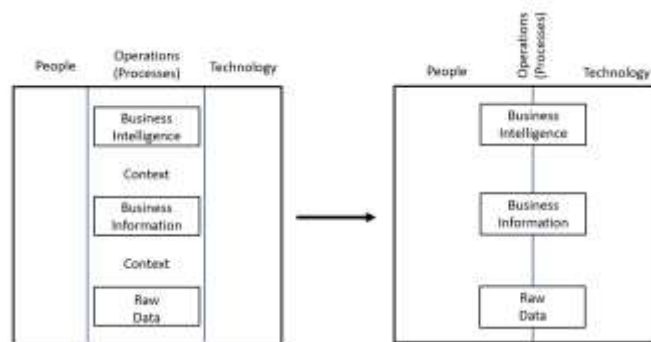 People
Operations
(Processes)
Technology
Business
Intelligence
Context
Business
Information
Context
Raw
Data
People
Operations
(Processes)
Technology
Business
Intelligence
Business
Information
Raw
Data